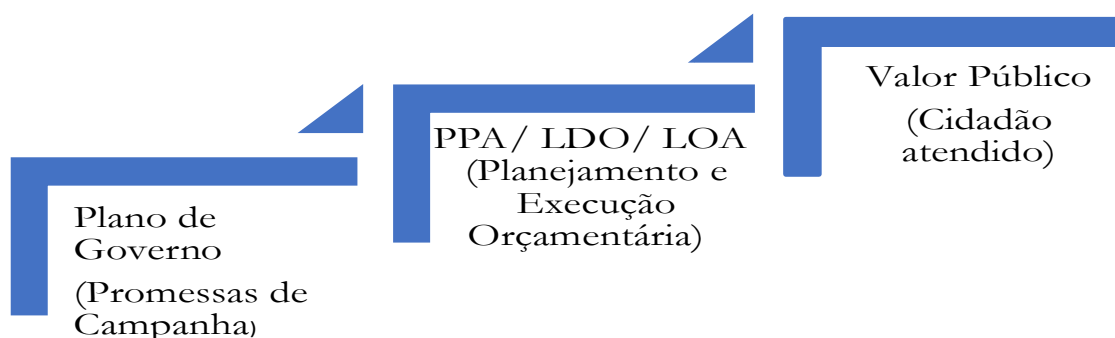 Plano de
Governo
(Promessas de
Campanha)
PPA/ LDO/ LOA
(Planejamento e
Execução
Orçamentária)
Valor Público
(Cidadão
atendido)